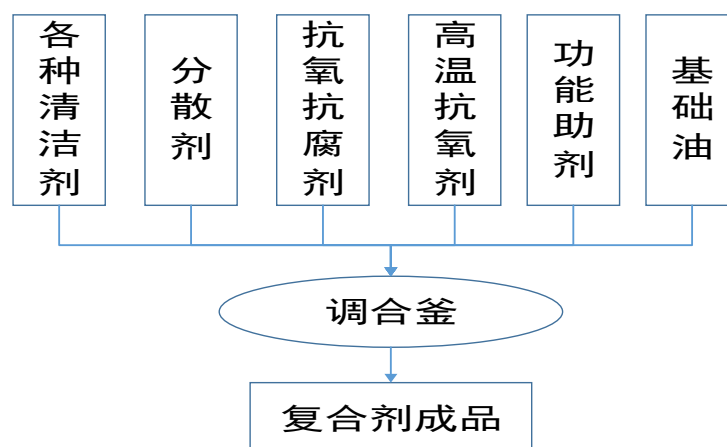 各种清洁剂
分散剂
抗氧抗腐剂
高温抗氧剂
功能助剂
基础油
调合釜
复合剂成品